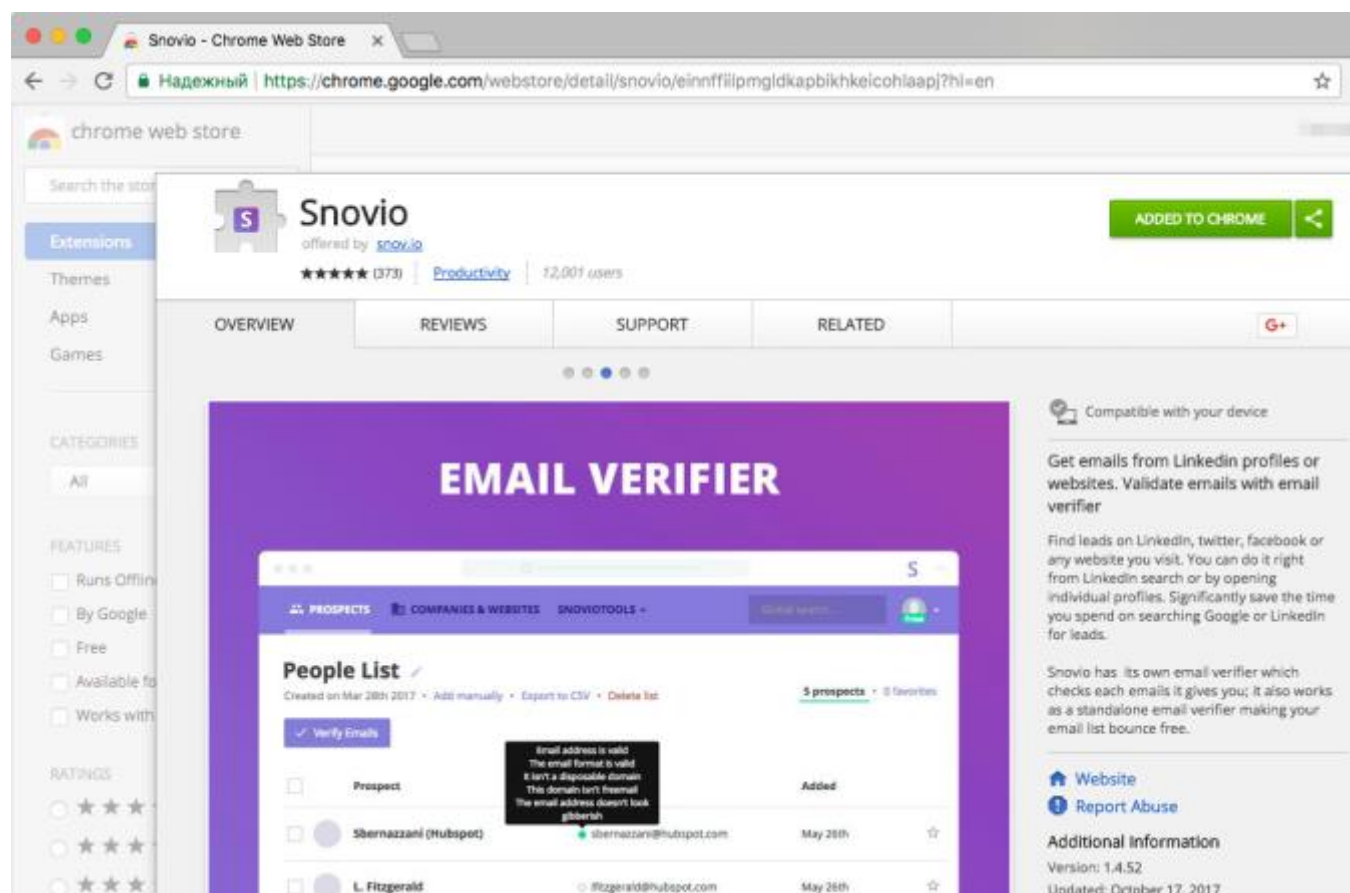 Snovio - Chrome Web Store
Надежный | https://chrome.google.com/webstore/detail/snovio/einnffiilpmgldkapbikhkeicohlaapj?hl=en
chrome web store
Search the stor
Extensions
Themes
Apps
Games
CATEGORIES
All
FEATURES
Runs Offlin
By Google
Free
Available fo
Works with
RATINGS
S
Snovio
offered by snov.io
(373) Productivity 12,001 users
ADDED TO CHROME
OVERVIEW REVIEWS SUPPORT RELATED
G+
EMAIL VERIFIER
S
PROSPECTS COMPANIES & WEBSITES SNOVIOTOOLS
Global search...
People List
Created on Mar 28th 2017 • Add manually • Export to CSV • Delete list
5 prospects • 0 favorites
Verify Emails
Email address is valid
The email format is valid
It isn't a disposable domain
This domain isn't freemail
The email address doesn't look
gibberish
Prospect Added
Sbernazzani (Hubspot) sbernazzani@hubspot.com May 26th
L. Fitzgerald lfitzgerald@hubspot.com May 26th
Compatible with your device
Get emails from Linkedin profiles or
websites. Validate emails with email
verifier
Find leads on LinkedIn, twitter, facebook or
any website you visit. You can do it right
from LinkedIn search or by opening
individual profiles. Significantly save the time
you spend on searching Google or LinkedIn
for leads.
Snovio has its own email verifier which
checks each emails it gives you; it also works
as a standalone email verifier making your
email list bounce free.
Website
Report Abuse
Additional Information
Version: 1.4.52
Updated: October 17, 2017